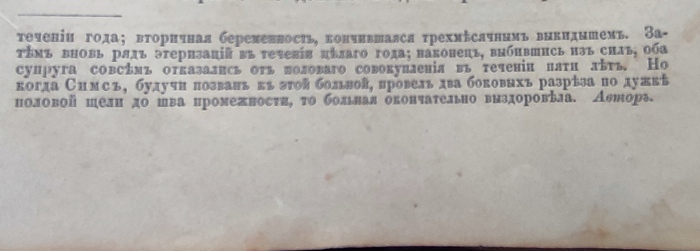 теченіи года; вторичная беременность, кончившаяся трехмѣсячнымъ выкидышемъ. За-
тѣмъ вновь рядъ этеризацій въ теченіи цѣлаго года; наконецъ, выбившись изъ силъ, оба
супруга совсѣмъ отказались отъ половаго совокупленія въ теченіи пяти лѣтъ. Но
когда Симсъ, будучи позванъ къ этой больной, провелъ два боковыхъ разрѣза по дужкѣ
половой щели до шва промежности, то больная окончательно выздоровѣла. Авторъ.